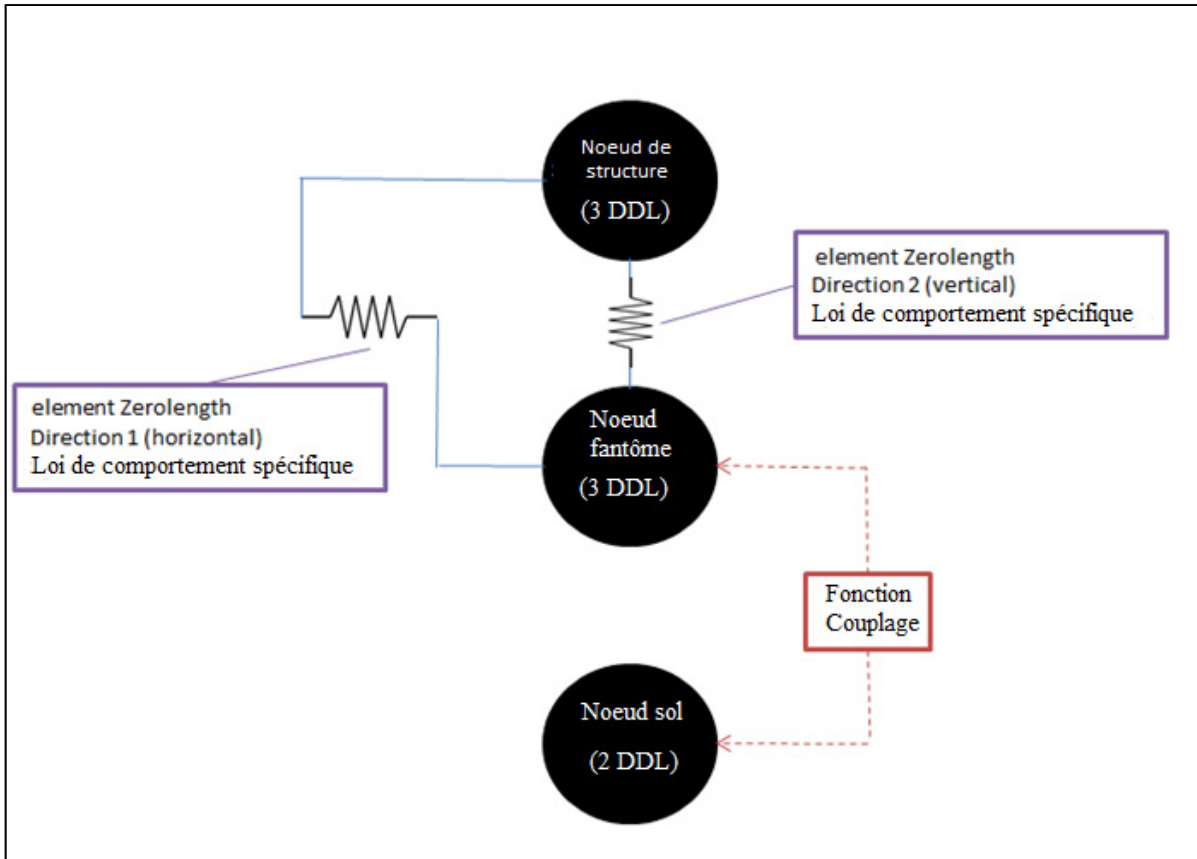 Noeud de
structure
(3 DDL)
element Zerolength
Direction 2 (vertical)
Loi de comportement spécifique
element Zerolength
Direction 1 (horizontal)
Loi de comportement spécifique
Noeud
fantôme
(3 DDL)
Fonction
Couplage
Noeud sol
(2 DDL)